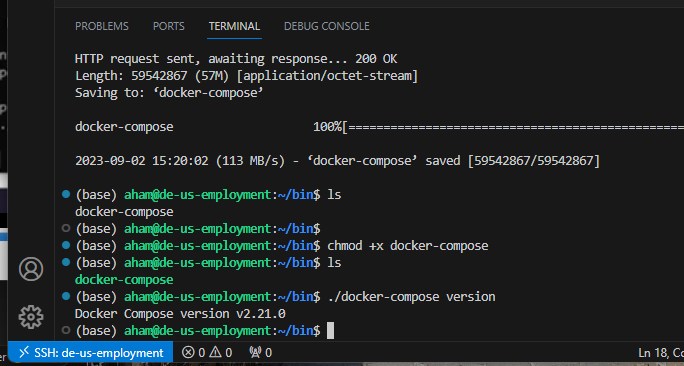 PROBLEMS PORTS TERMINAL DEBUG CONSOLE
HTTP request sent, awaiting response... 200 OK
Length: 59542867 (57M) [application/octet-stream]
Saving to: ‘docker-compose’
docker-compose 100%[================================================
2023-09-02 15:20:02 (113 MB/s) - ‘docker-compose’ saved [59542867/59542867]
(base) aham@de-us-employment:~/bin$ ls
docker-compose
(base) aham@de-us-employment:~/bin$
(base) aham@de-us-employment:~/bin$ chmod +x docker-compose
(base) aham@de-us-employment:~/bin$ ls
docker-compose
(base) aham@de-us-employment:~/bin$ ./docker-compose version
Docker Compose version v2.21.0
(base) aham@de-us-employment:~/bin$
SSH: de-us-employment 0 0 0 Ln 18, Co